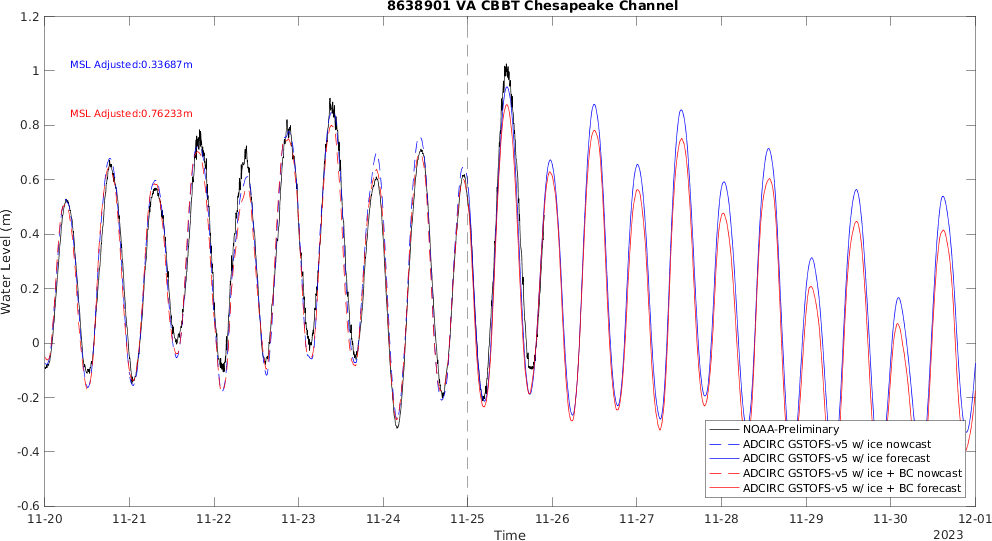 8638901 VA CBBT Chesapeake Channel
1.2
1
0.8
0.6
0.4
0.2
0
-0.2
-0.4
-0.6
Water Level (m)
MSL Adjusted:0.33687m
MSL Adjusted:0.76233m
NOAA-Preliminary
ADCIRC GSTOFS-v5 w/ ice nowcast
ADCIRC GSTOFS-v5 w/ ice forecast
ADCIRC GSTOFS-v5 w/ ice + BC nowcast
ADCIRC GSTOFS-v5 w/ ice + BC forecast
11-20 11-21 11-22 11-23 11-24 11-25 11-26 11-27 11-28 11-29 11-30 12-01
Time
2023